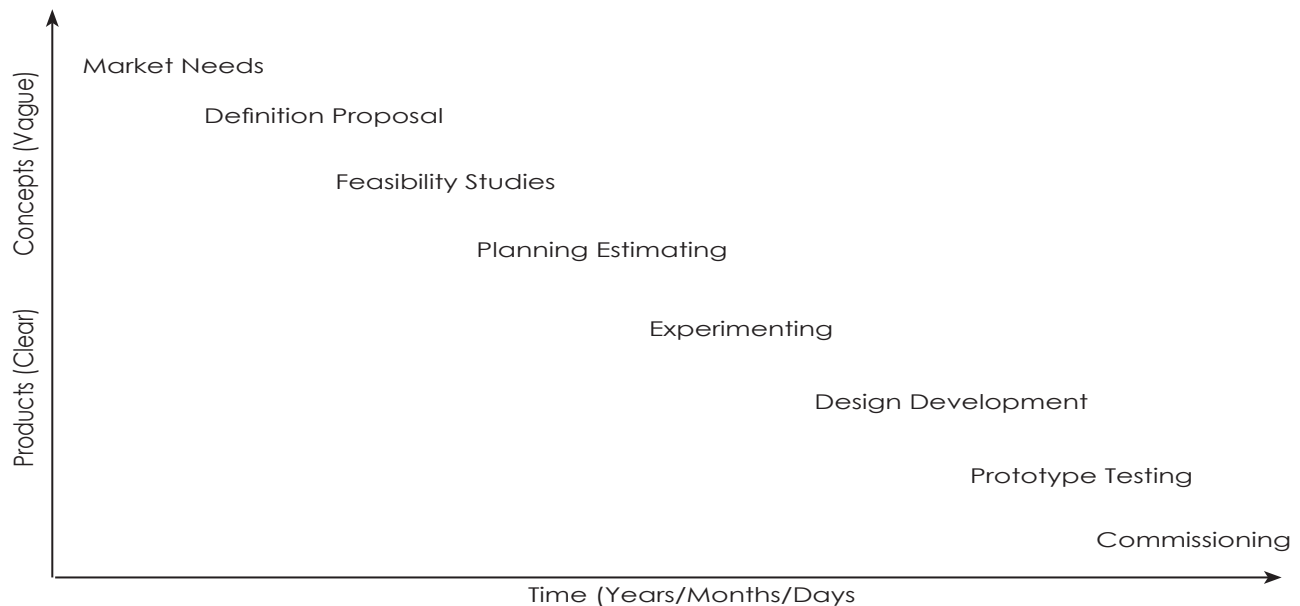 Market Needs
Definition Proposal
Feasibility Studies
Planning Estimating
Experimenting
Design Development
Prototype Testing
Commissioning
Concepts (Vague)
Products (Clear)
Time (Years/Months/Days